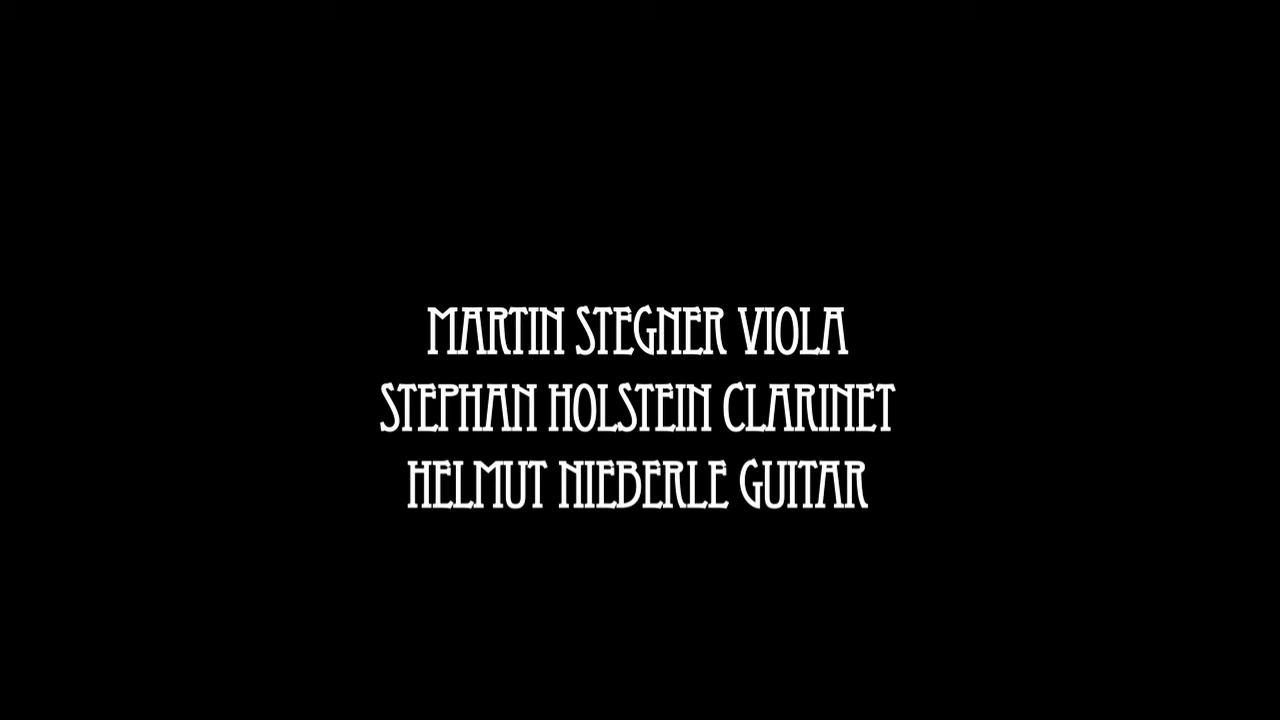 MARTIN STEGNER VIOLA
STEPHAN HOLSTEIN CLARINET
HELMUT NIEBERLE GUITAR